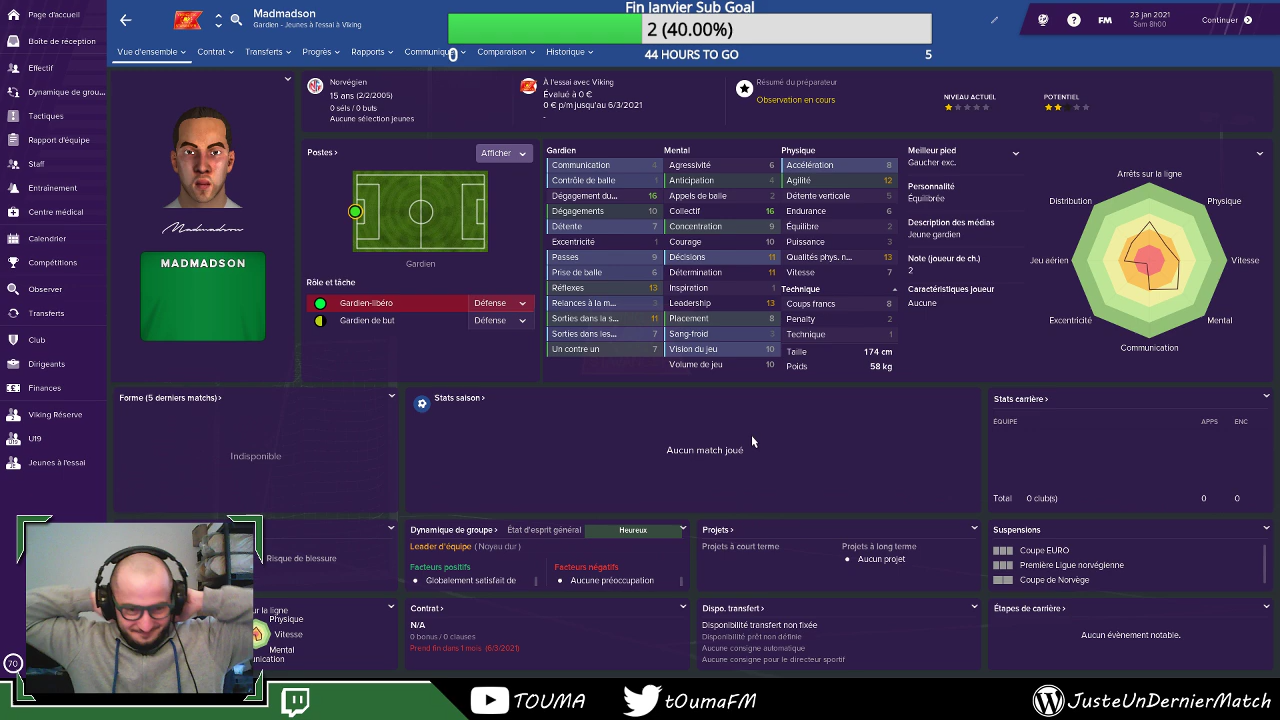 Page d'accueil
Boîte de réception
Effectif
Dynamique de grou...
Tactiques
Rapport d'équipe
Staff
Entraînement
Centre médical
Calendrier
Compétitions
Observer
Transferts
Club
Dirigeants
Finances
Viking Réserve
U19
Jeunes à l'essai
Madmadson
Gardien - Jeunes à l'essai à Viking
Fin Janvier Sub Goal
2 (40.00%)
0
44 HOURS TO GO
5
FM
23 jan 2021
Sam 8h00
Continuer
Vue d'ensemble
Contrat
Transferts
Progrès
Rapports
Communiq
Comparaison
Historique
MADMADSON
Norvégien
15 ans (2/2/2005)
0 séls / 0 buts
Aucune sélection jeunes
À l'essai avec Viking
Évalué à 0 €
0 € p/m jusqu'au 6/3/2021
-
Résumé du préparateur
Observation en cours
NIVEAU ACTUEL
POTENTIEL
Postes
Afficher
Gardien
Rôle et tâche
Gardien-libéro Défense
Gardien de but Défense
Gardien
Communication 4
Contrôle de balle 1
Dégagement du... 16
Dégagements 10
Détente 7
Excentricité 1
Passes 9
Prise de balle 6
Réflexes 13
Relances à la m... 3
Sorties dans la s... 11
Sorties dans les... 7
Un contre un 7
Mental
Agressivité 6
Anticipation 4
Appels de balle 2
Collectif 16
Concentration 9
Courage 10
Décisions 11
Détermination 11
Inspiration 1
Leadership 13
Placement 8
Sang-froid 3
Vision du jeu 10
Volume de jeu 10
Physique
Accélération 8
Agilité 12
Détente verticale 5
Endurance 6
Équilibre 2
Puissance 3
Qualités phys. n... 13
Vitesse 7
Technique
Coups francs 8
Penalty 2
Technique 1
Taille 174 cm
Poids 58 kg
Meilleur pied
Gaucher exc.
Personnalité
Équilibrée
Description des médias
Jeune gardien
Note (joueur de ch.)
2
Caractéristiques joueur
Aucune
Arrêts sur la ligne
Distribution
Physique
Jeu aérien
Vitesse
Excentricité
Mental
Communication
Forme (5 derniers matchs)
Indisponible
Stats saison
Aucun match joué
Stats carrière
ÉQUIPE APPS ENC
Total 0 club(s) 0 0
Risque de blessure
Dynamique de groupe
État d'esprit général
Heureux
Leader d'équipe (Noyau dur)
Facteurs positifs
Globalement satisfait de
Facteurs négatifs
Aucune préoccupation
Projets
Projets à court terme
Projets à long terme
Aucun projet
Suspensions
Coupe EURO
Première Ligue norvégienne
Coupe de Norvège
ur la ligne
Physique
Vitesse
Mental
nication
Contrat
N/A
0 bonus / 0 clauses
Prend fin dans 1 mois (6/3/2021)
Dispo. transfert
Disponibilité transfert non fixée
Disponibilité prêt non définie
Aucune consigne automatique
Aucune consigne pour le directeur sportif
Étapes de carrière
Aucun évènement notable.
70
TOUMA
tOumaFM
JusteUnDernierMatch